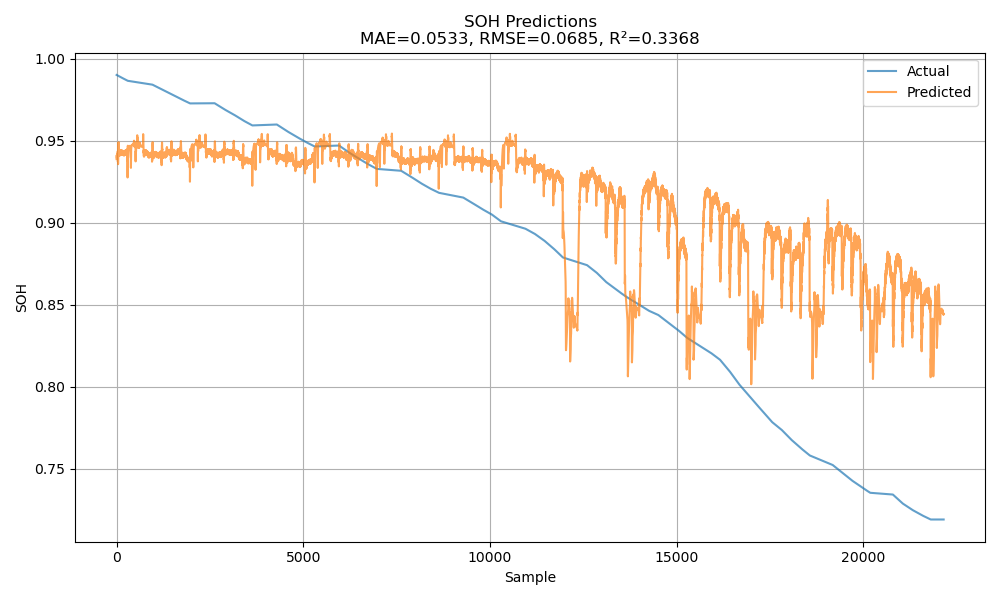 SOH Predictions
MAE=0.0533, RMSE=0.0685, R²=0.3368
Actual
Predicted
1.00
0.95
0.90
0.85
0.80
0.75
SOH
0
5000
10000
15000
20000
Sample